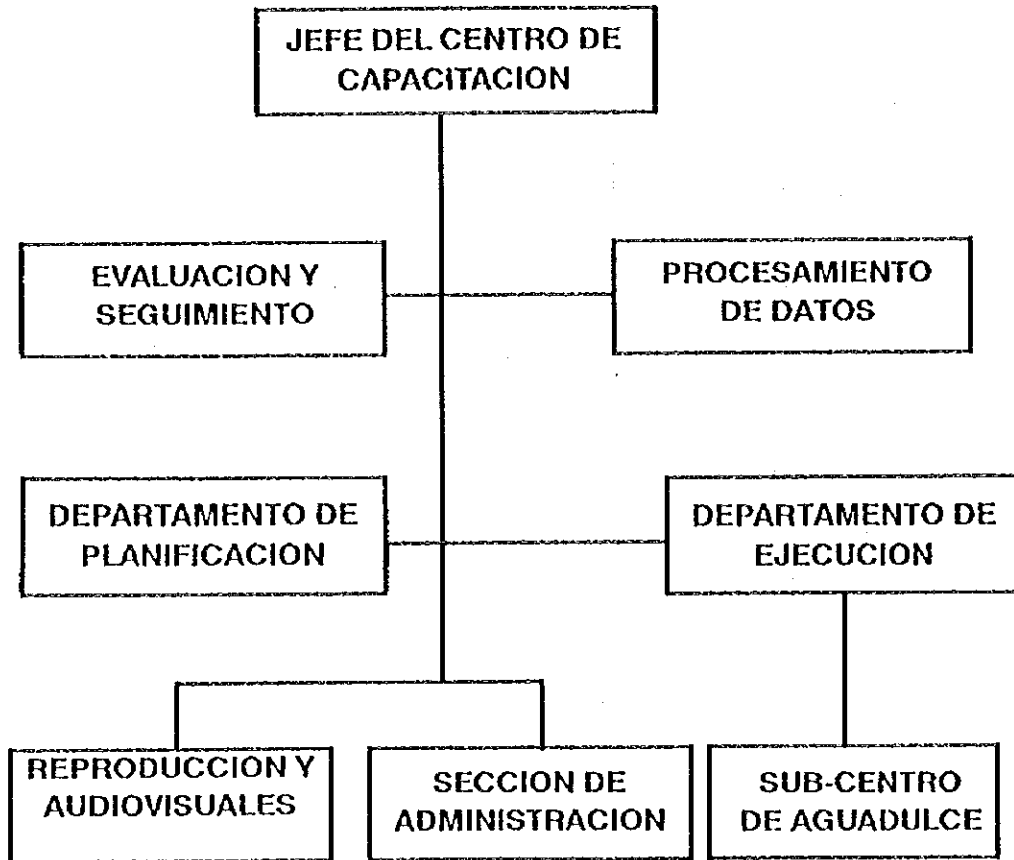 JEFE DEL CENTRO DE
CAPACITACION
EVALUACION Y
SEGUIMIENTO
PROCESAMIENTO
DE DATOS
DEPARTAMENTO DE
PLANIFICACION
DEPARTAMENTO DE
EJECUCION
REPRODUCCION Y
AUDIOVISUALES
SECCION DE
ADMINISTRACION
SUB-CENTRO
DE AGUADULCE